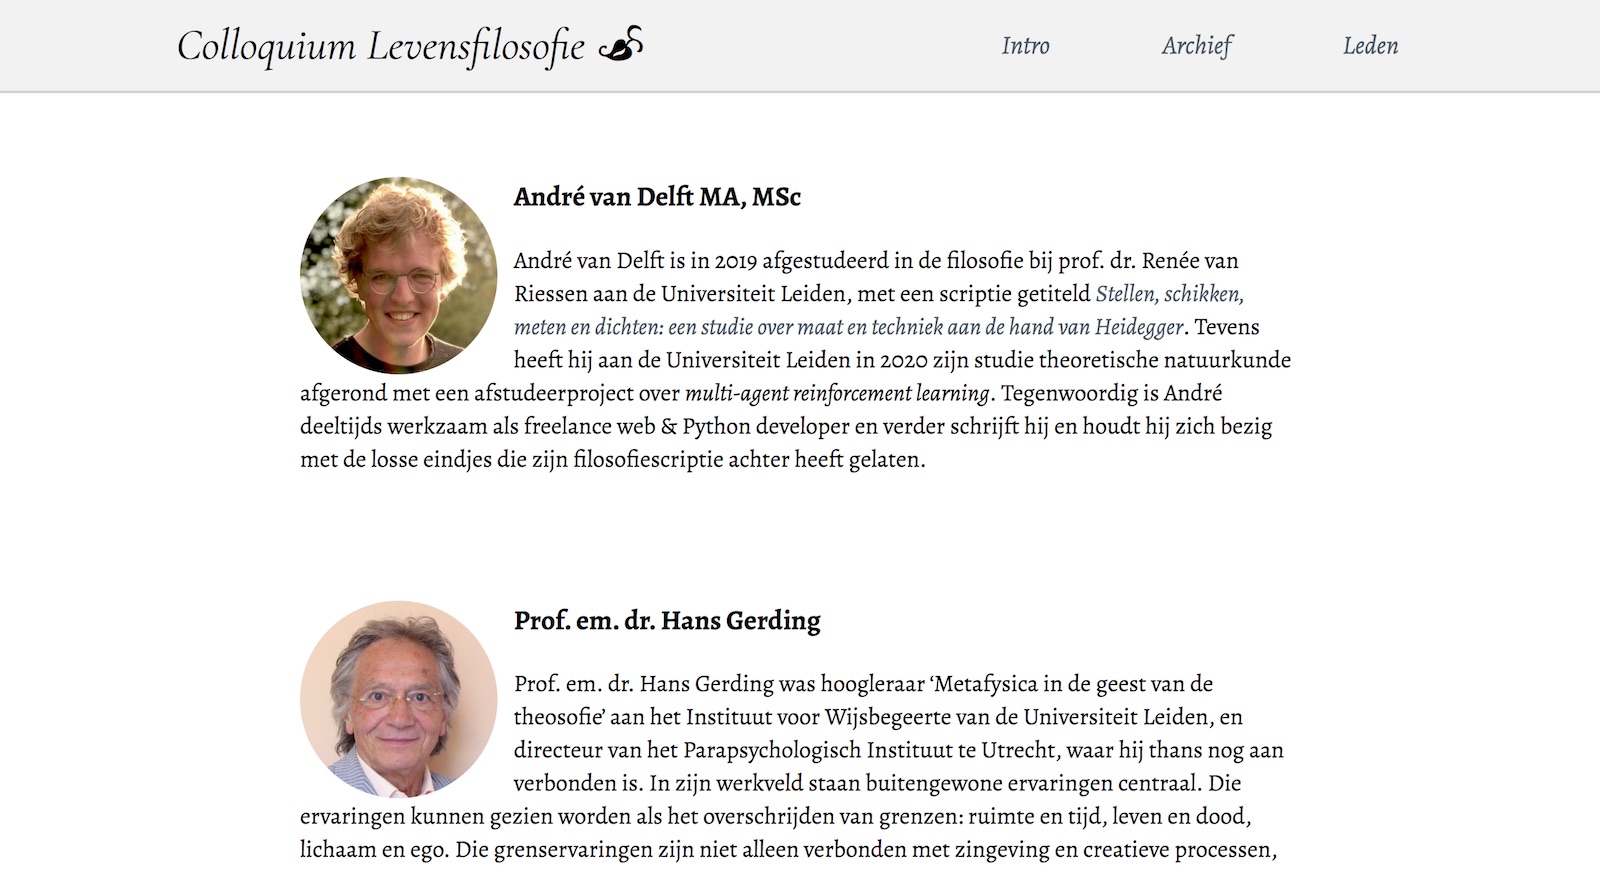 Colloquium Levensfilosofie
Intro
Archief
Leden
André van Delft MA, MSc
André van Delft is in 2019 afgestudeerd in de filosofie bij prof. dr. Renée van
Riessen aan de Universiteit Leiden, met een scriptie getiteld Stellen, schikken,
meten en dichten: een studie over maat en techniek aan de hand van Heidegger. Tevens
heeft hij aan de Universiteit Leiden in 2020 zijn studie theoretische natuurkunde
afgerond met een afstudeerproject over multi-agent reinforcement learning. Tegenwoordig is André
deeltijds werkzaam als freelance web & Python developer en verder schrijft hij en houdt hij zich bezig
met de losse eindjes die zijn filosofiescriptie achter heeft gelaten.
Prof. em. dr. Hans Gerding
Prof. em. dr. Hans Gerding was hoogleraar ‘Metafysica in de geest van de
theosofie’ aan het Instituut voor Wijsbegeerte van de Universiteit Leiden, en
directeur van het Parapsychologisch Instituut te Utrecht, waar hij thans nog aan
verbonden is. In zijn werkveld staan buitengewone ervaringen centraal. Die
ervaringen kunnen gezien worden als het overschrijden van grenzen: ruimte en tijd, leven en dood,
lichaam en ego. Die grenservaringen zijn niet alleen verbonden met zingeving en creatieve processen,